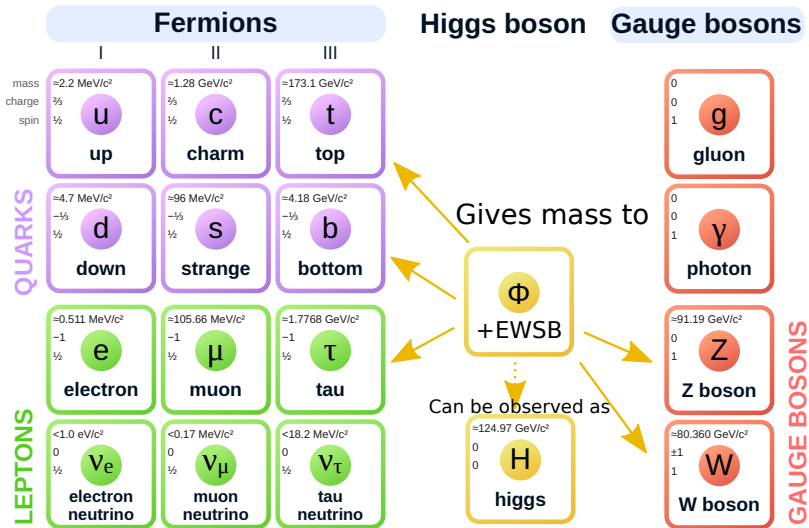 Fermions
Higgs boson
Gauge bosons
I
II
III
mass
charge
spin
≈2.2 MeV/c²
⅔
½
u
up
≈1.28 GeV/c²
⅔
½
c
charm
≈173.1 GeV/c²
⅔
½
t
top
0
0
1
g
gluon
QUARKS
≈4.7 MeV/c²
−⅓
½
d
down
≈96 MeV/c²
−⅓
½
s
strange
≈4.18 GeV/c²
−⅓
½
b
bottom
Gives mass to
Φ
+EWSB
0
0
1
γ
photon
LEPTONS
≈0.511 MeV/c²
−1
½
e
electron
≈105.66 MeV/c²
−1
½
μ
muon
≈1.7768 GeV/c²
−1
½
τ
tau
≈91.19 GeV/c²
0
1
Z
Z boson
GAUGE BOSONS
<1.0 eV/c²
0
½
νe
electron
neutrino
<0.17 MeV/c²
0
½
νμ
muon
neutrino
<18.2 MeV/c²
0
½
ντ
tau
neutrino
Can be observed as
≈124.97 GeV/c²
0
0
H
higgs
≈80.360 GeV/c²
±1
1
W
W boson